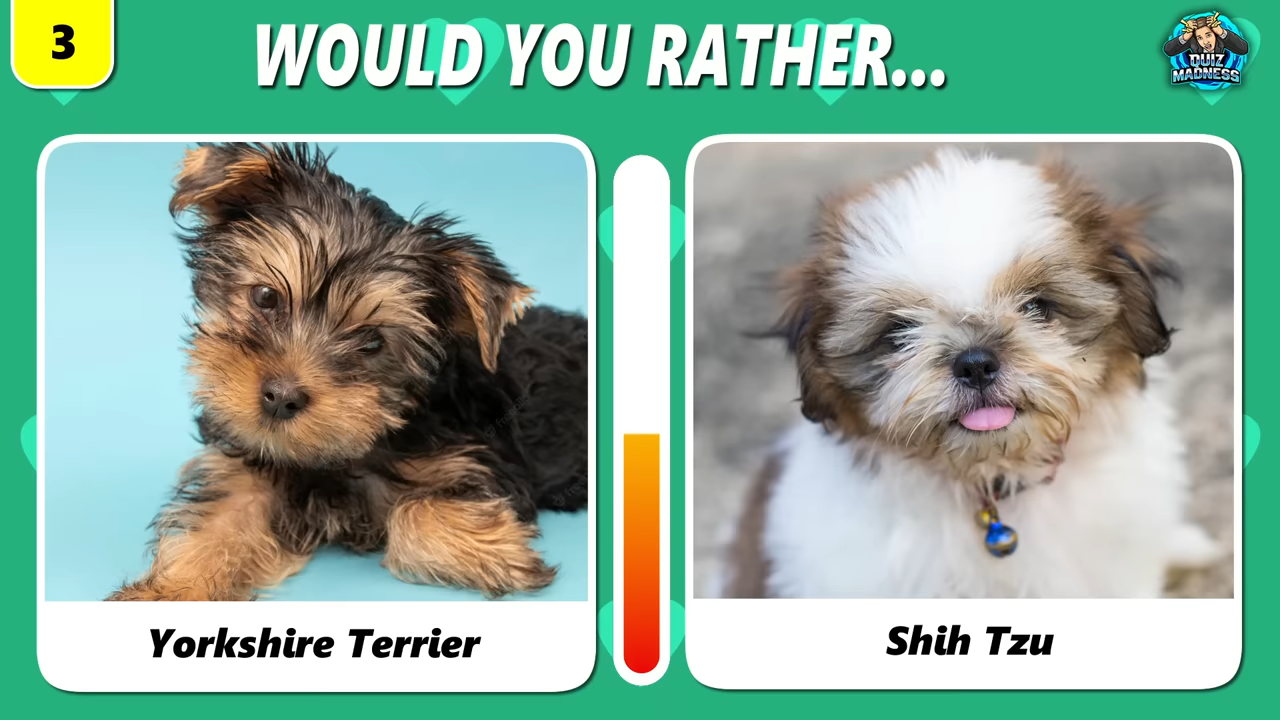 3
WOULD YOU RATHER...
QUIZ
MADNESS
Yorkshire Terrier
Shih Tzu